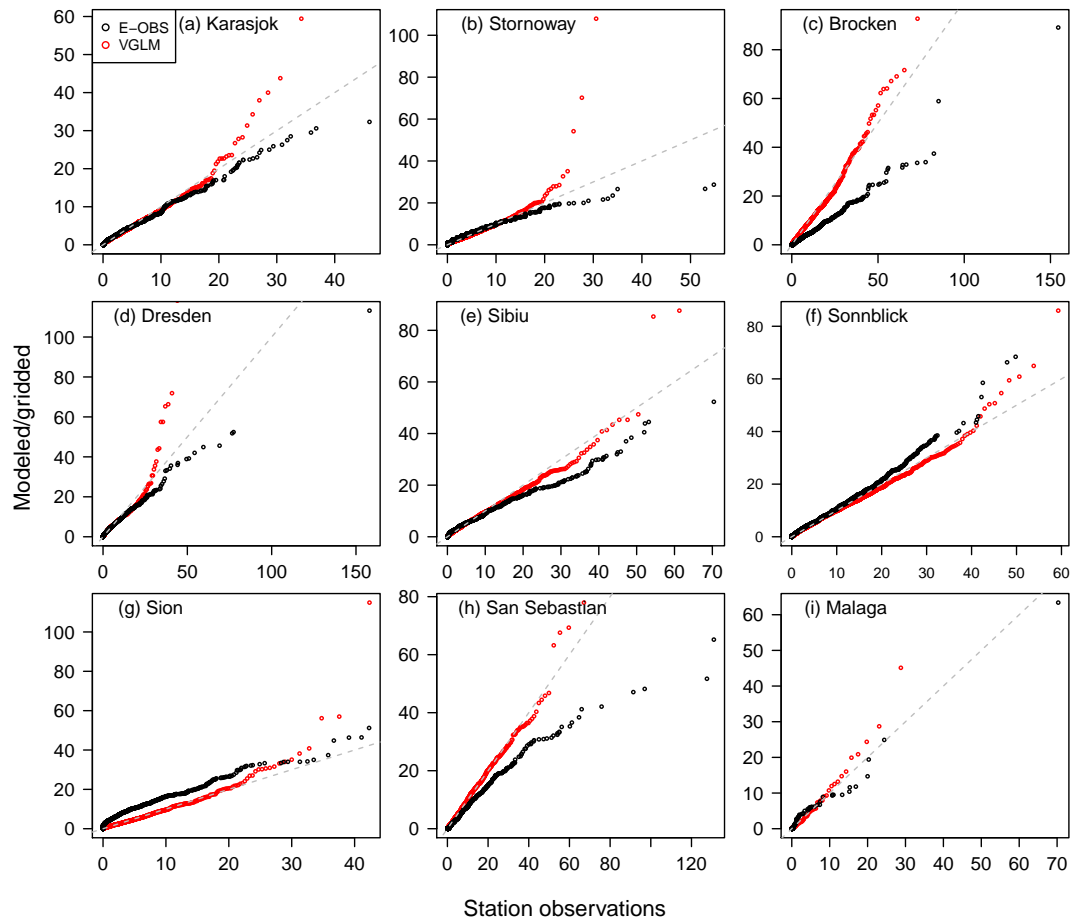 (a) Karasjok
E−OBS
VGLM
0 10 20 30 40 50 60
0 10 20 30 40
(b) Stornoway
0 20 40 60 80 100
0 10 20 30 40 50
(c) Brocken
0 20 40 60 80
0 50 100 150
(d) Dresden
0 20 40 60 80 100
0 50 100 150
(e) Sibiu
0 20 40 60 80
0 10 20 30 40 50 60 70
(f) Sonnblick
0 20 40 60 80
0 10 20 30 40 50 60
(g) Sion
0 20 40 60 80 100
0 10 20 30 40
(h) San Sebastian
0 20 40 60 80
0 20 40 60 80 100 120
(i) Malaga
0 10 20 30 40 50 60
0 10 20 30 40 50 60 70
Modeled/gridded
Station observations